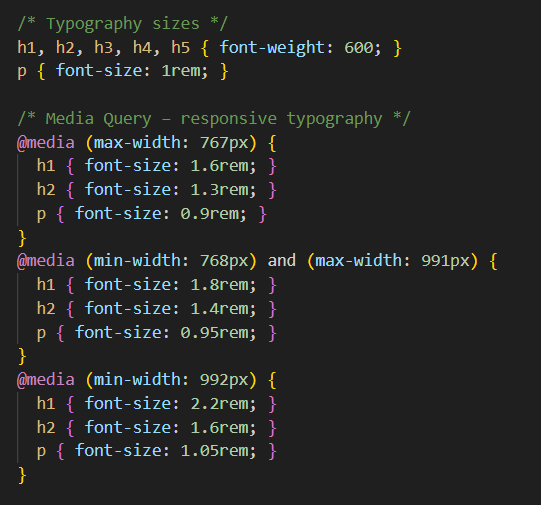 /* Typography sizes */
h1, h2, h3, h4, h5 { font-weight: 600; }
p { font-size: 1rem; }

/* Media Query – responsive typography */
@media (max-width: 767px) {
  h1 { font-size: 1.6rem; }
  h2 { font-size: 1.3rem; }
  p { font-size: 0.9rem; }
}
@media (min-width: 768px) and (max-width: 991px) {
  h1 { font-size: 1.8rem; }
  h2 { font-size: 1.4rem; }
  p { font-size: 0.95rem; }
}
@media (min-width: 992px) {
  h1 { font-size: 2.2rem; }
  h2 { font-size: 1.6rem; }
  p { font-size: 1.05rem; }
}